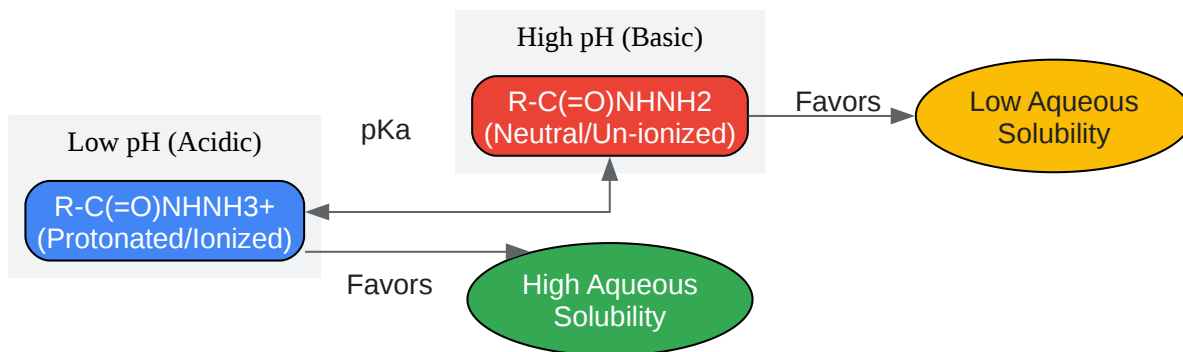 High pH (Basic)
R-C(=O)NHNH2
(Neutral/Un-ionized)
Favors
Low Aqueous
Solubility
Low pH (Acidic)
pKa
R-C(=O)NHNH3+
(Protonated/Ionized)
Favors
High Aqueous
Solubility